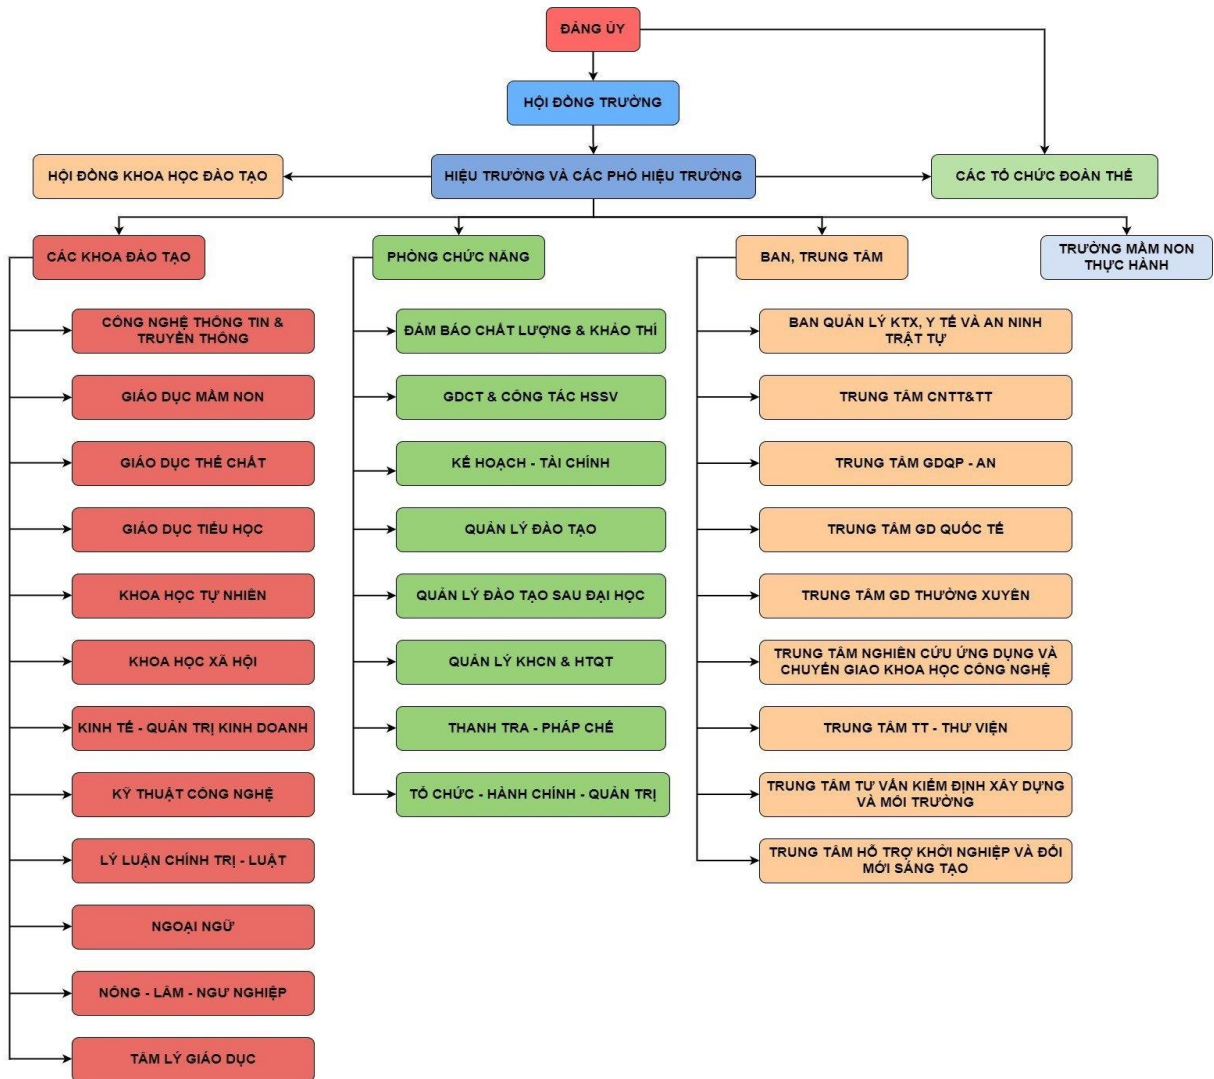 ĐẢNG ỦY
HỘI ĐỒNG TRƯỜNG
HỘI ĐỒNG KHOA HỌC ĐÀO TẠO
HIỆU TRƯỞNG VÀ CÁC PHÓ HIỆU TRƯỞNG
CÁC TỔ CHỨC ĐOÀN THỂ
CÁC KHOA ĐÀO TẠO
CÔNG NGHỆ THÔNG TIN &
TRUYỀN THÔNG
GIÁO DỤC MẦM NON
GIÁO DỤC THỂ CHẤT
GIÁO DỤC TIỂU HỌC
KHOA HỌC TỰ NHIÊN
KHOA HỌC XÃ HỘI
KINH TẾ - QUẢN TRỊ KINH DOANH
KỸ THUẬT CÔNG NGHỆ
LÝ LUẬN CHÍNH TRỊ - LUẬT
NGOẠI NGỮ
NÔNG - LÂM - NGƯ NGHIỆP
TÂM LÝ GIÁO DỤC
PHÒNG CHỨC NĂNG
ĐẢM BẢO CHẤT LƯỢNG & KHẢO THÍ
GDCT & CÔNG TÁC HSSV
KẾ HOẠCH - TÀI CHÍNH
QUẢN LÝ ĐÀO TẠO
QUẢN LÝ ĐÀO TẠO SAU ĐẠI HỌC
QUẢN LÝ KHCN & HTQT
THANH TRA - PHÁP CHẾ
TỔ CHỨC - HÀNH CHÍNH - QUẢN TRỊ
BAN, TRUNG TÂM
BAN QUẢN LÝ KTX, Y TẾ VÀ AN NINH
TRẬT TỰ
TRUNG TÂM CNTT&TT
TRUNG TÂM GDQP - AN
TRUNG TÂM GD QUỐC TẾ
TRUNG TÂM GD THƯỜNG XUYÊN
TRUNG TÂM NGHIÊN CỨU ỨNG DỤNG VÀ
CHUYỂN GIAO KHOA HỌC CÔNG NGHỆ
TRUNG TÂM TT - THƯ VIỆN
TRUNG TÂM TƯ VẤN KIỂM ĐỊNH XÂY DỰNG
VÀ MÔI TRƯỜNG
TRUNG TÂM HỖ TRỢ KHỞI NGHIỆP VÀ ĐỔI
MỚI SÁNG TẠO
TRƯỜNG MẦM NON
THỰC HÀNH